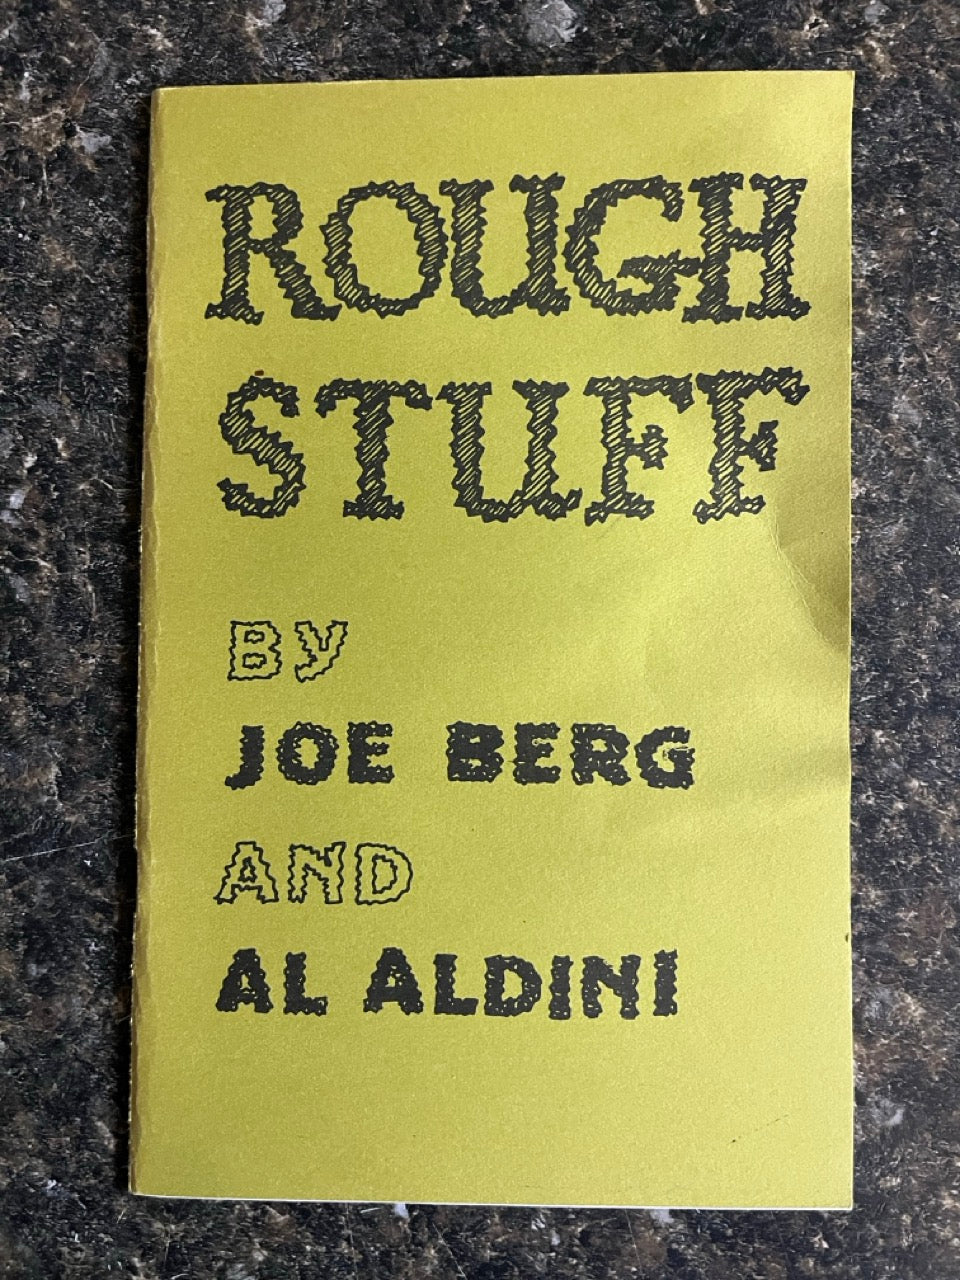 ROUGH
STUFF
BY
JOE BERG
AND
AL ALDINI